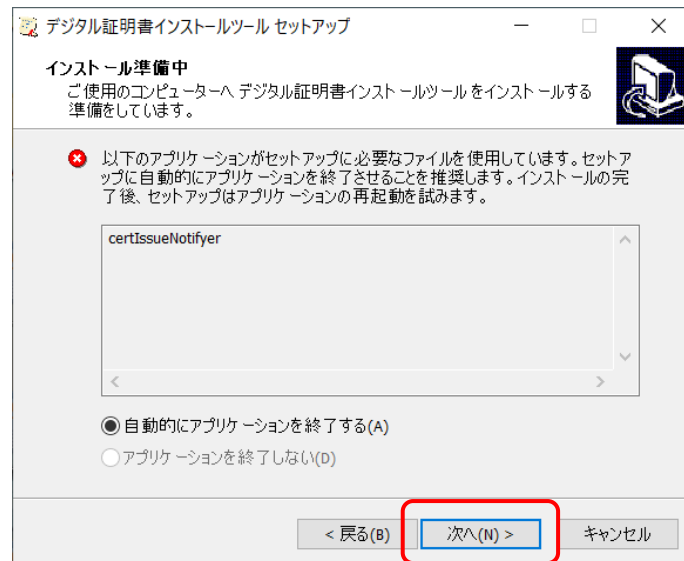 デジタル証明書インストールツール セットアップ
インストール準備中
ご使用のコンピューターへ デジタル証明書インストールツール をインストールする
準備をしています。
以下のアプリケーションがセットアップに必要なファイルを使用しています。セットア
ップに自動的にアプリケーションを終了させることを推奨します。インストールの完
了後、セットアップはアプリケーションの再起動を試みます。
certIssueNotifyer
自動的にアプリケーションを終了する(A)
アプリケーションを終了しない(D)
< 戻る(B)
次へ(N) >
キャンセル